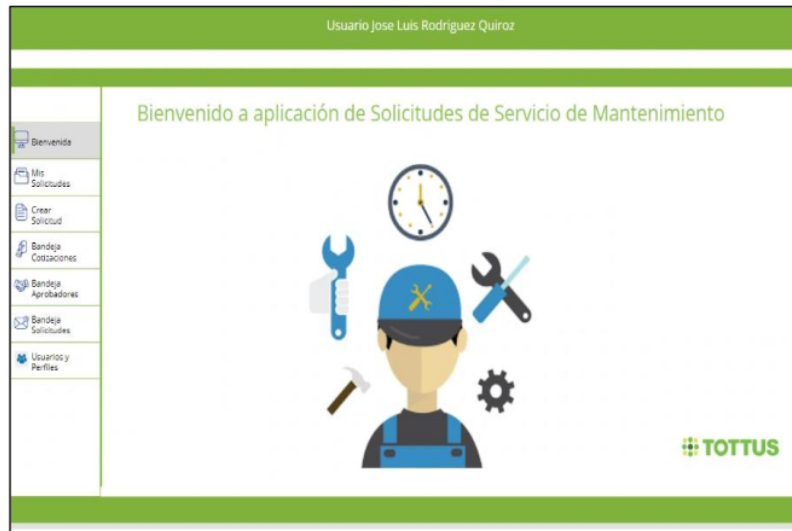 Usuario Jose Luis Rodriguez Quiroz
Bienvenido a aplicación de Solicitudes de Servicio de Mantenimiento
Bienvenida
Mis
Solicitudes
Crear
Solicitud
Bandeja
Cotizaciones
Bandeja
Aprobadores
Bandeja
Solicitudes
Usuarios y
Perfiles
TOTTUS